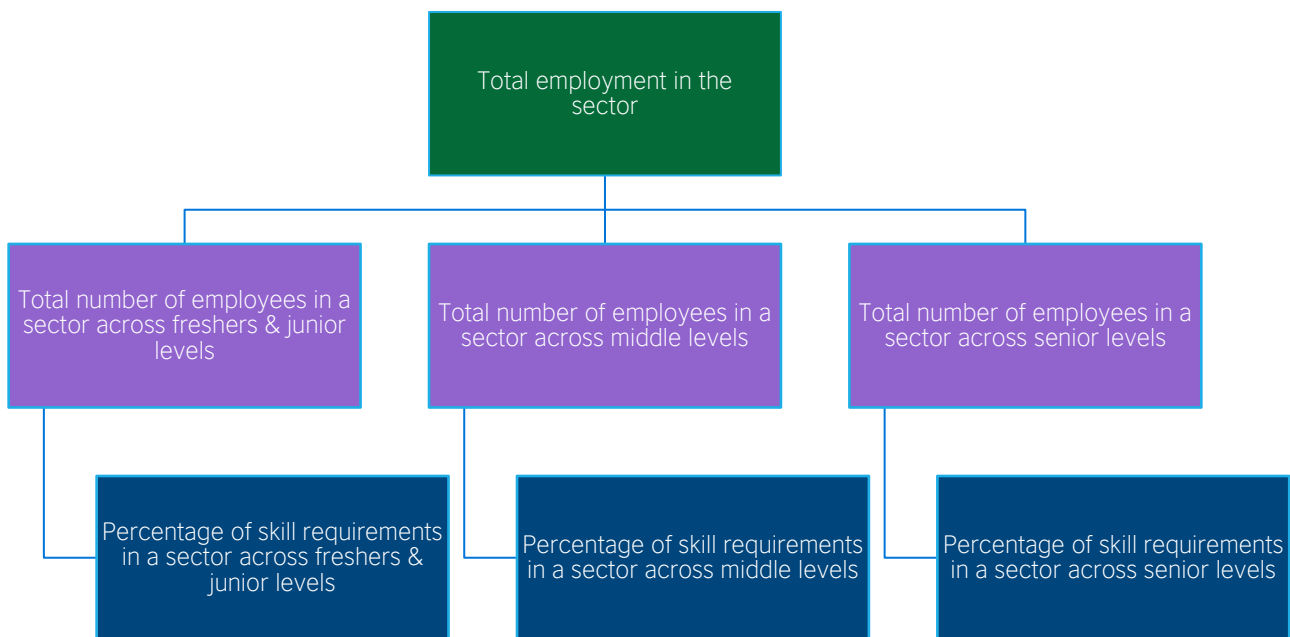 Total employment in the
sector
Total number of employees in a
sector across freshers & junior
levels
Total number of employees in a
sector across middle levels
Total number of employees in a
sector across senior levels
Percentage of skill requirements
in a sector across freshers &
junior levels
Percentage of skill requirements
in a sector across middle levels
Percentage of skill requirements
in a sector across senior levels